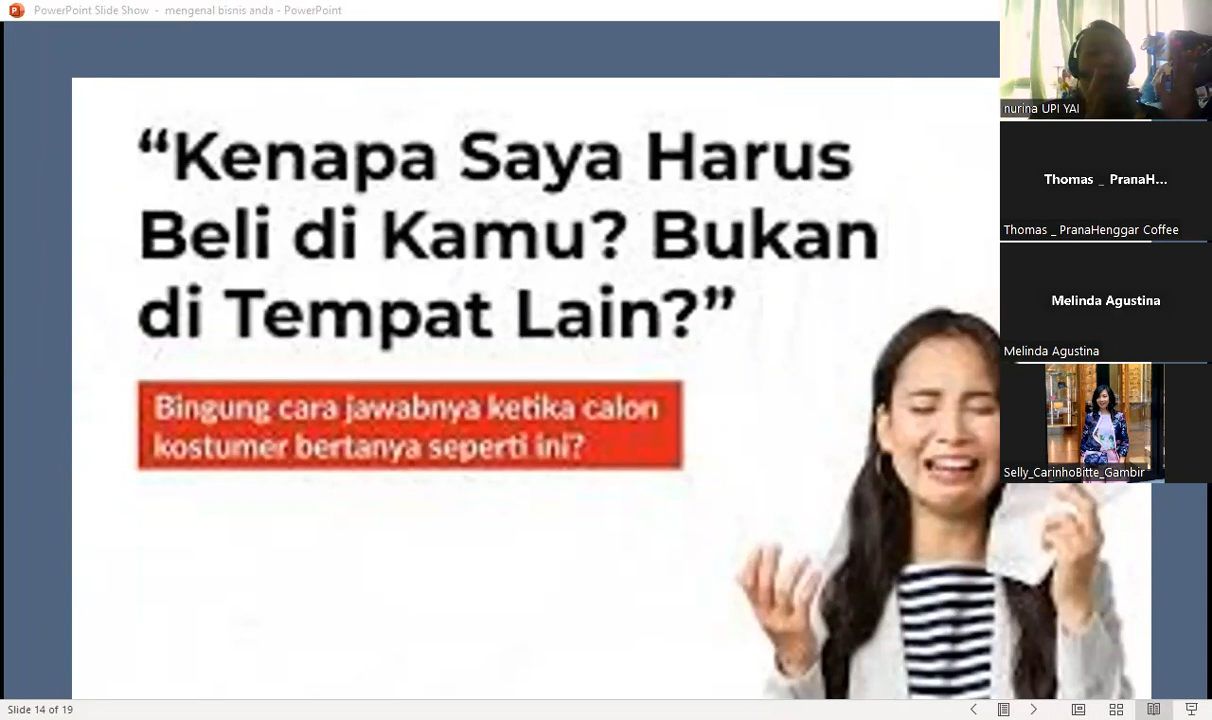 PowerPoint Slide Show - mengenal bisnis anda - PowerPoint
“Kenapa Saya Harus
Beli di Kamu? Bukan
di Tempat Lain?”
Bingung cara jawabnya ketika calon
kostumer bertanya seperti ini?
nurina UPI YAI
Thomas _ PranaH...
Thomas _ PranaHenggar Coffee
Melinda Agustina
Melinda Agustina
Selly_CarinhoBitte_Gambir
Slide 14 of 19